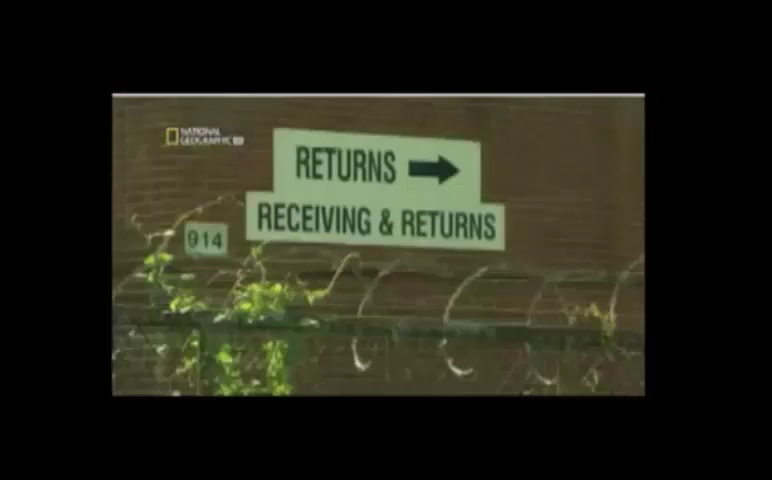 NATIONAL
GEOGRAPHIC
RETURNS
RECEIVING & RETURNS
914